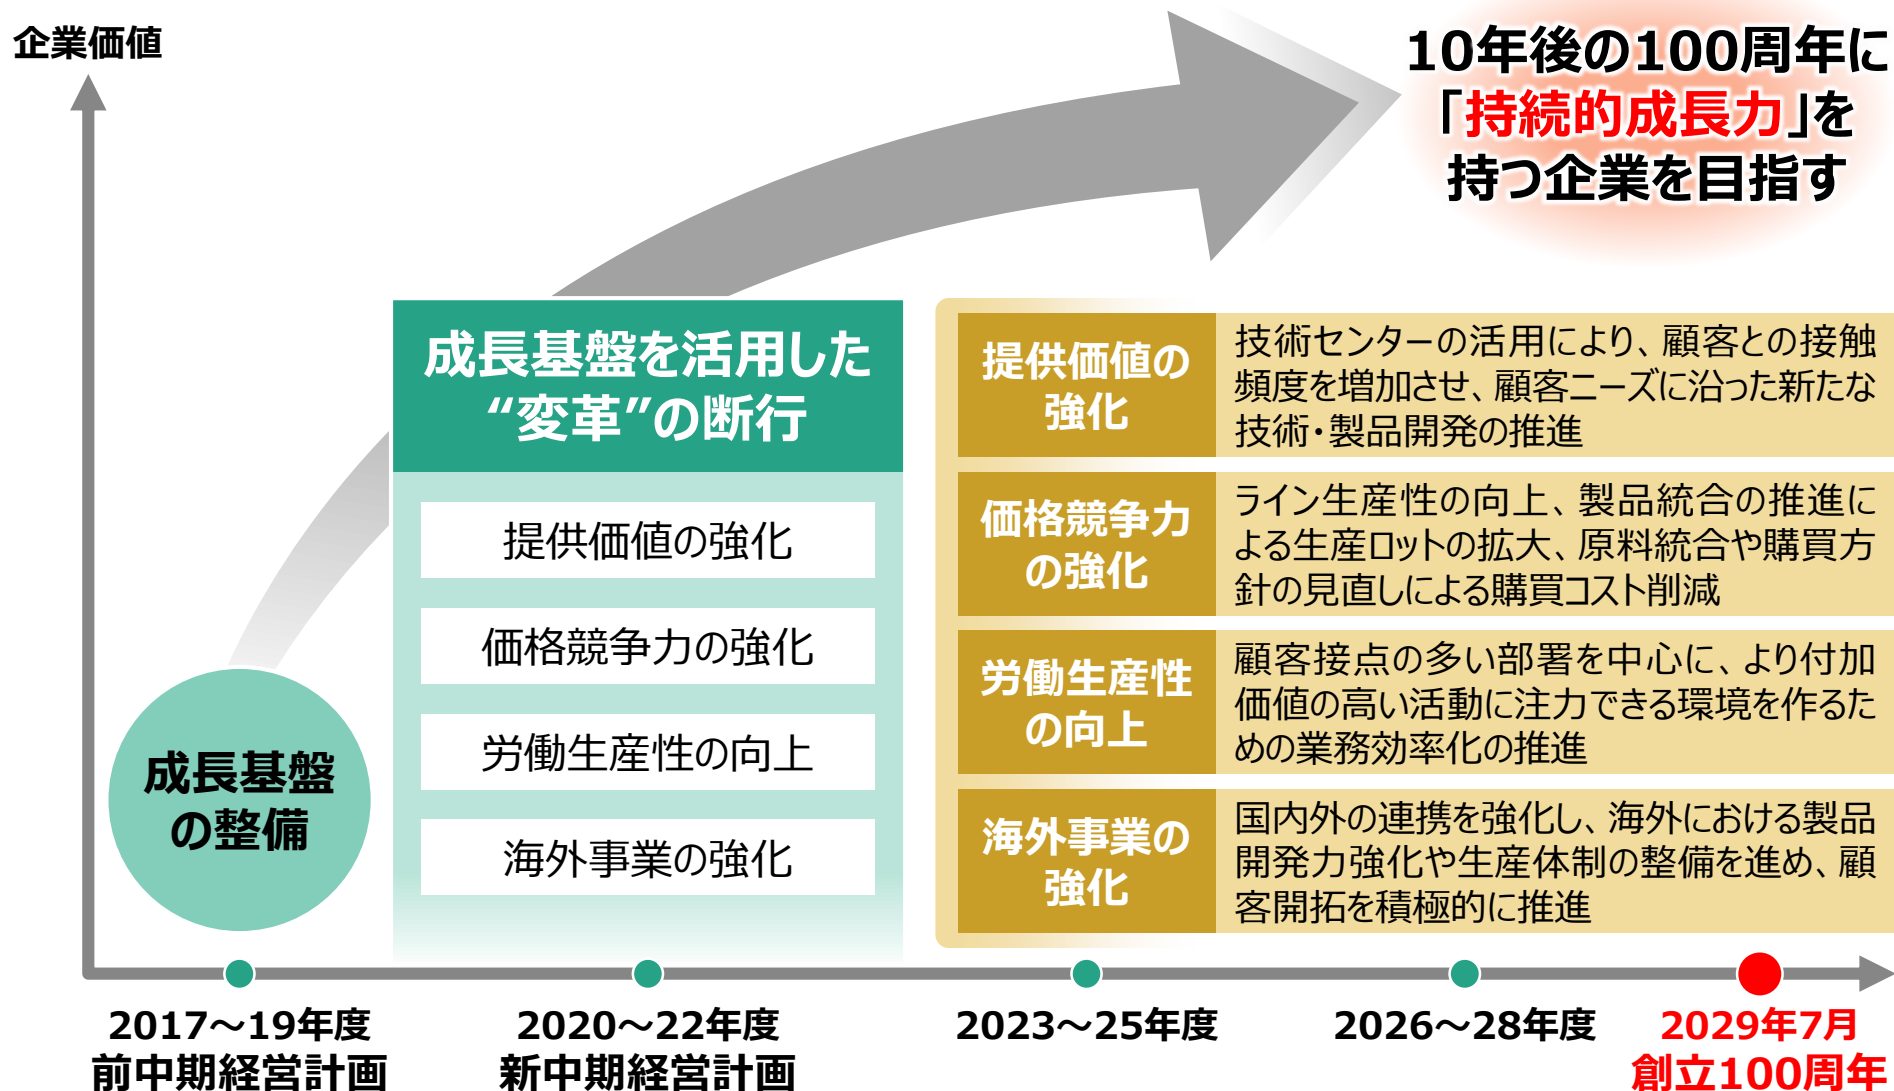 企業価値
10年後の100周年に
「持続的成長力」を
持つ企業を目指す
成長基盤を活用した
“変革”の断行
提供価値の強化
価格競争力の強化
労働生産性の向上
海外事業の強化
成長基盤
の整備
提供価値の
強化
技術センターの活用により、顧客との接触
頻度を増加させ、顧客ニーズに沿った新たな
技術・製品開発の推進
価格競争力
の強化
ライン生産性の向上、製品統合の推進に
よる生産ロットの拡大、原料統合や購買方
針の見直しによる購買コスト削減
労働生産性
の向上
顧客接点の多い部署を中心に、より付加
価値の高い活動に注力できる環境を作るた
めの業務効率化の推進
海外事業の
強化
国内外の連携を強化し、海外における製品
開発力強化や生産体制の整備を進め、顧
客開拓を積極的に推進
2017～19年度
前中期経営計画
2020～22年度
新中期経営計画
2023～25年度
2026～28年度
2029年7月
創立100周年